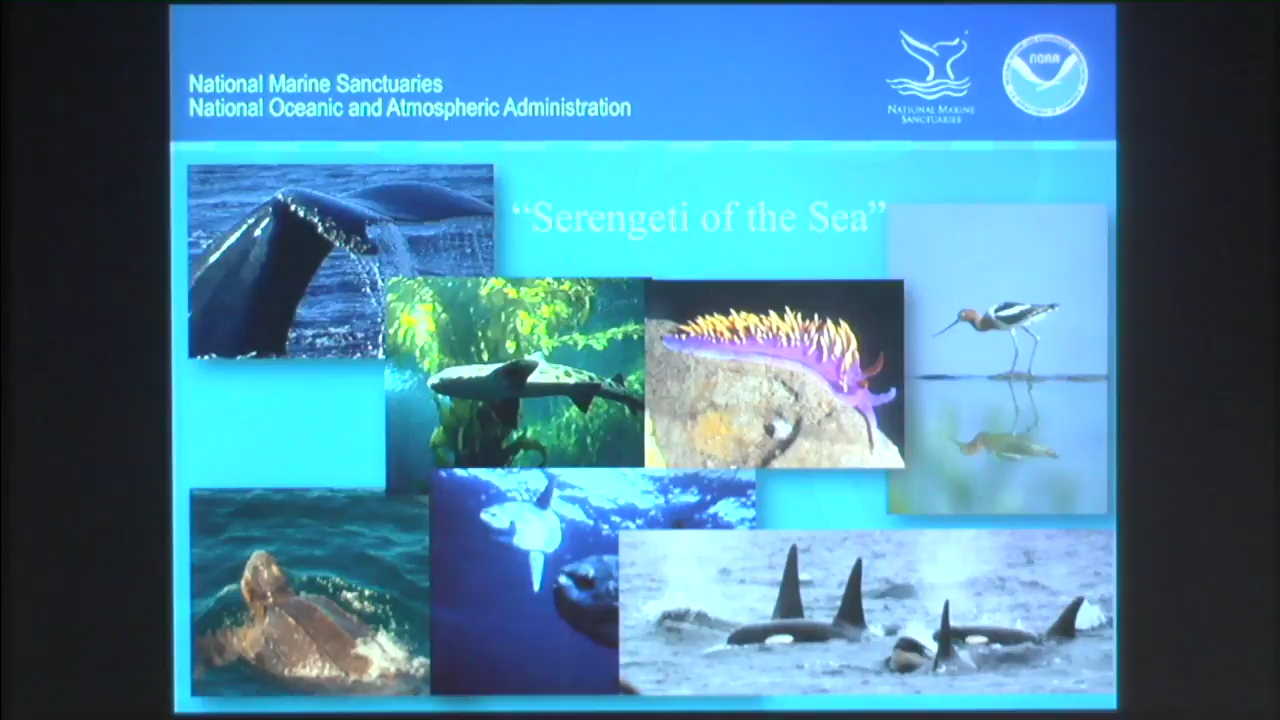 National Marine Sanctuaries
National Oceanic and Atmospheric Administration
NATIONAL MARINE
SANCTUARIES
NOAA
“Serengeti of the Sea”